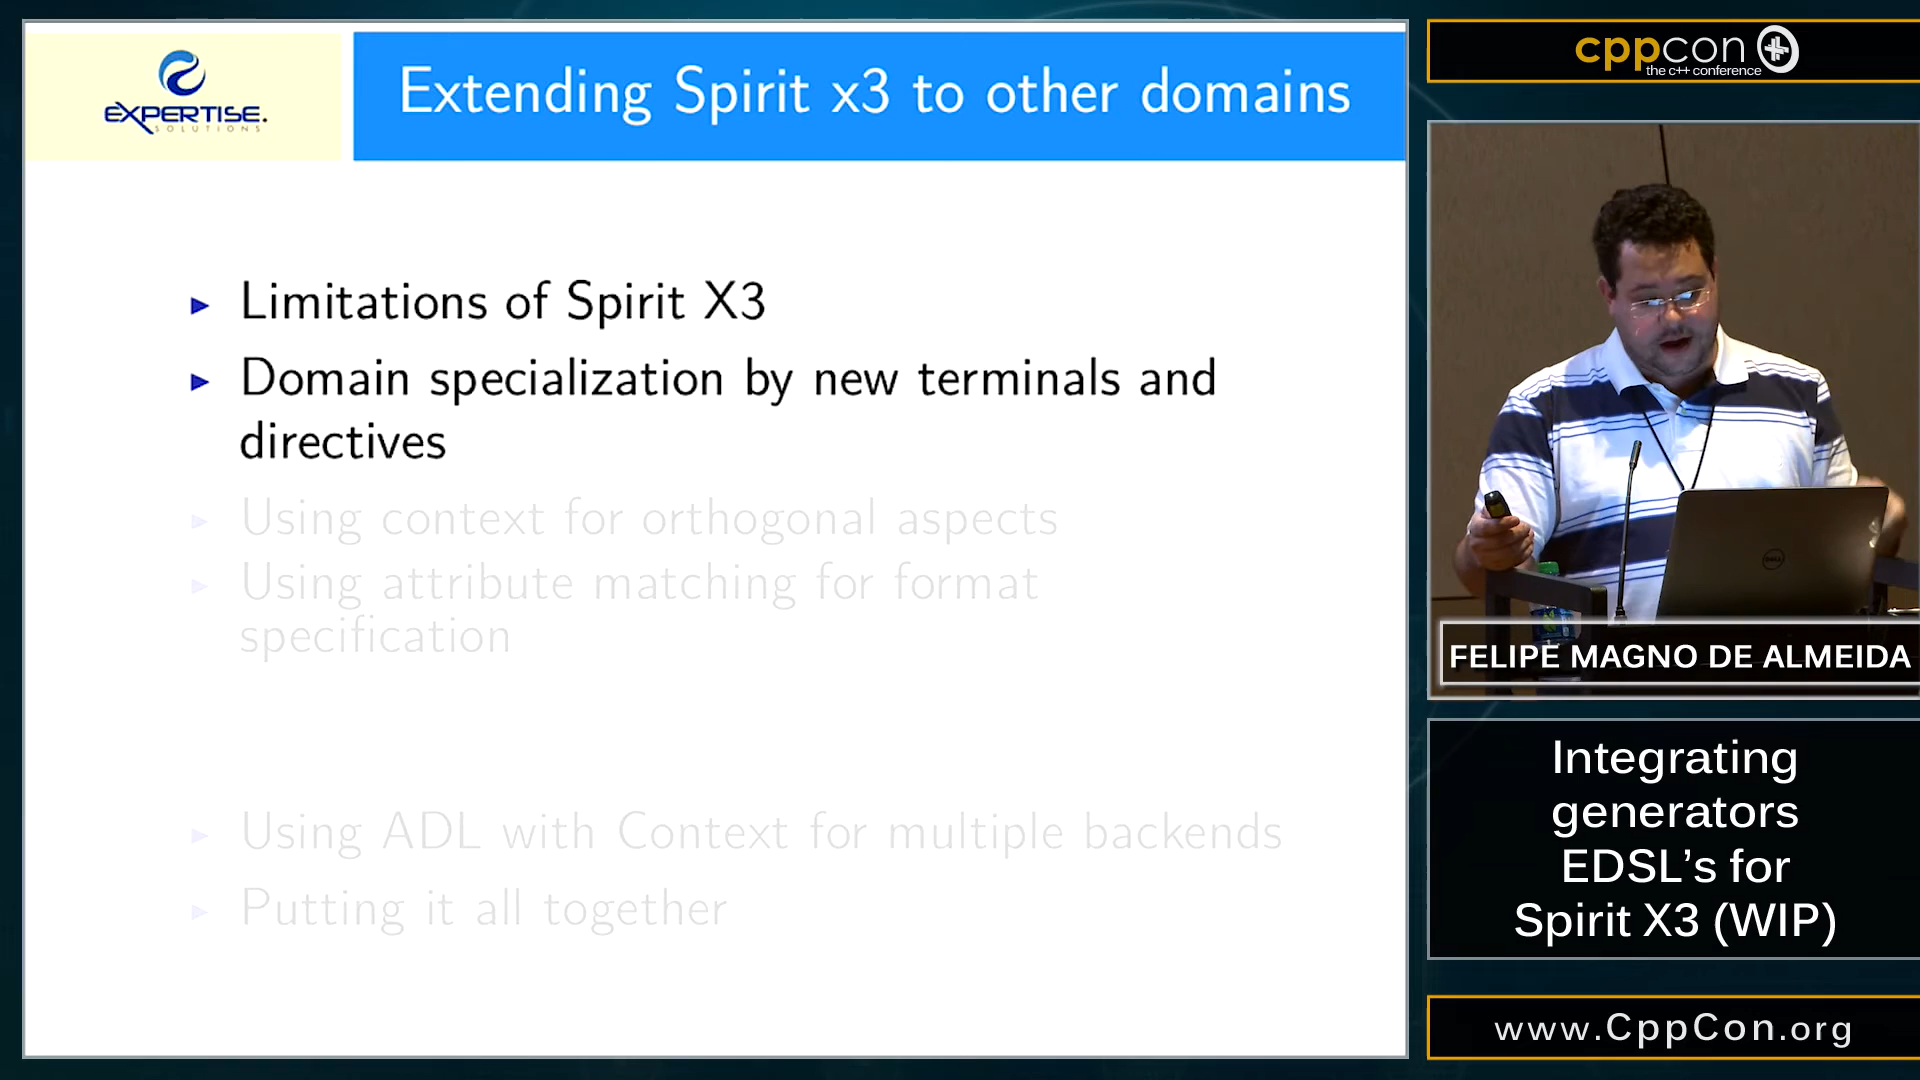 EXPERTISE.
SOLUTIONS
Extending Spirit x3 to other domains
Limitations of Spirit X3
Domain specialization by new terminals and
directives
Using context for orthogonal aspects
Using attribute matching for format
specification
Using ADL with Context for multiple backends
Putting it all together
cppcon
the c++ conference
DELL
FELIPE MAGNO DE ALMEIDA
Integrating
generators
EDSL’s for
Spirit X3 (WIP)
www.CppCon.org